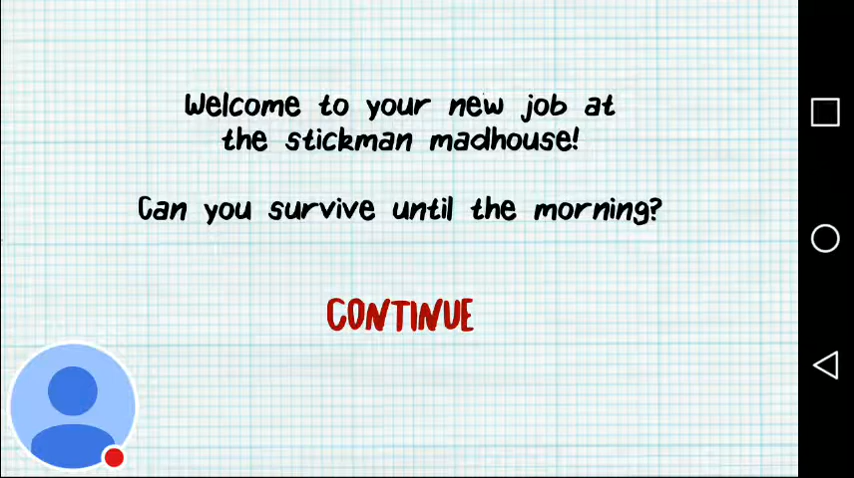 Welcome to your new job at
the stickman madhouse!
Can you survive until the morning?
CONTINUE